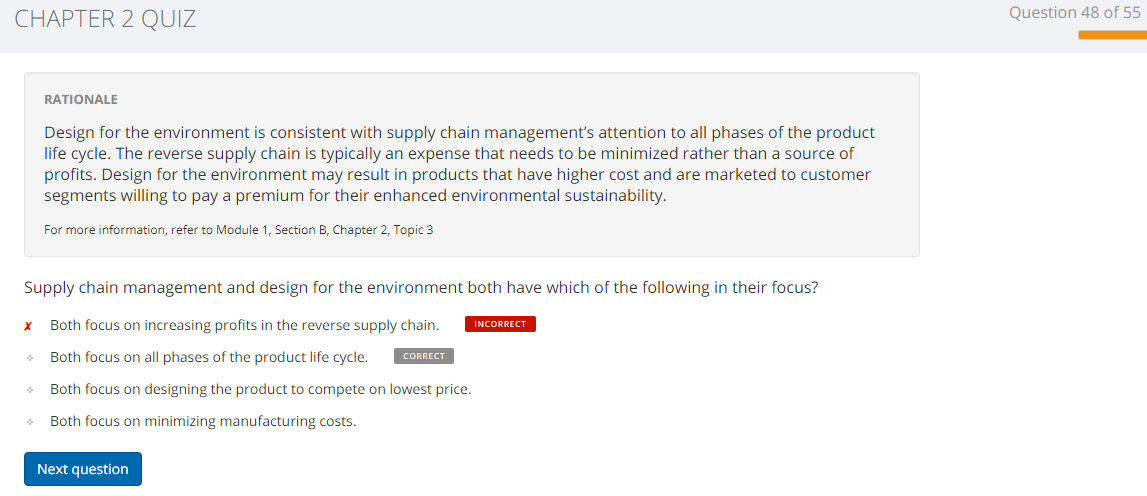 CHAPTER 2 QUIZ
Question 48 of 55
RATIONALE
Design for the environment is consistent with supply chain management’s attention to all phases of the product
life cycle. The reverse supply chain is typically an expense that needs to be minimized rather than a source of
profits. Design for the environment may result in products that have higher cost and are marketed to customer
segments willing to pay a premium for their enhanced environmental sustainability.
For more information, refer to Module 1, Section B, Chapter 2, Topic 3
Supply chain management and design for the environment both have which of the following in their focus?
Both focus on increasing profits in the reverse supply chain. INCORRECT
Both focus on all phases of the product life cycle. CORRECT
Both focus on designing the product to compete on lowest price.
Both focus on minimizing manufacturing costs.
Next question